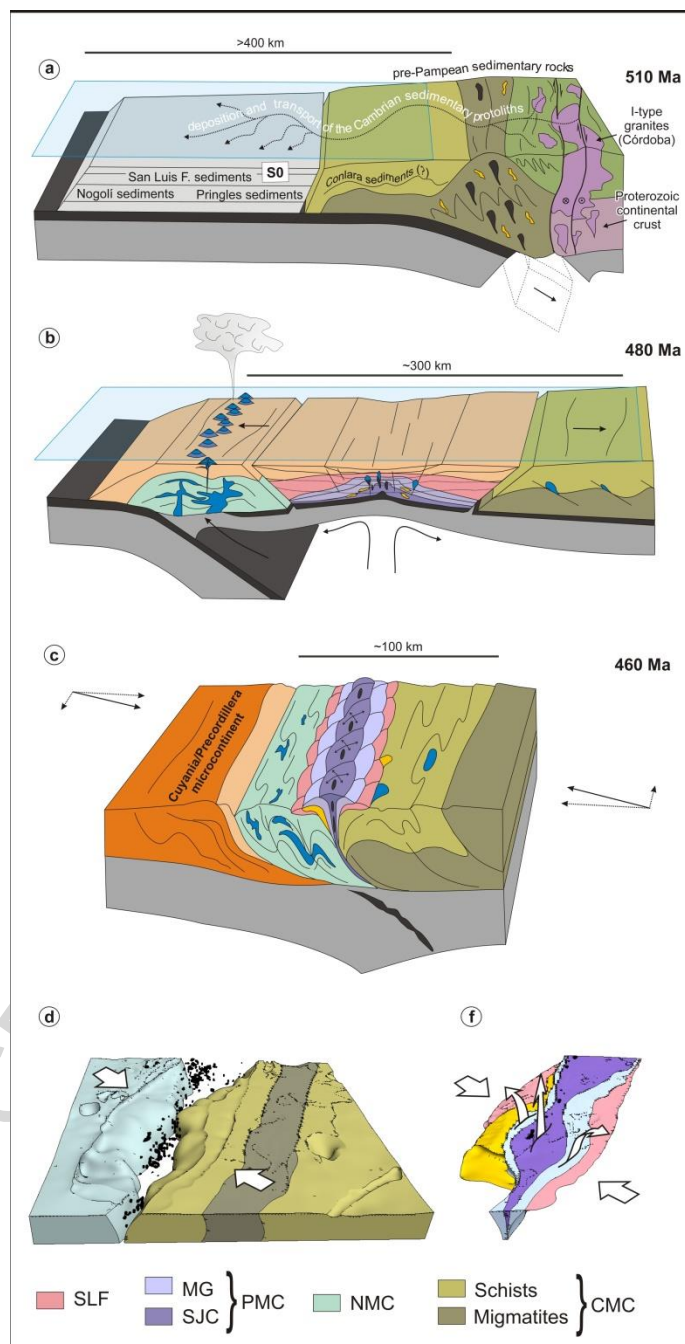 >400 km
a
pre-Pampean sedimentary rocks
510 Ma
deposition and transport of the Cambrian sedimentary protoliths
I-type
granites
(Córdoba)
San Luis F. sediments
S0
Conlara sediments (?)
Nogoli sediments
Pringles sediments
Proterozoic
continental
crust
b
480 Ma
~300 km
c
~100 km
460 Ma
Cuyania/Precordillera
microcontinent
d
f
SLF
MG
SJC
PMC
NMC
Schists
Migmatites
CMC